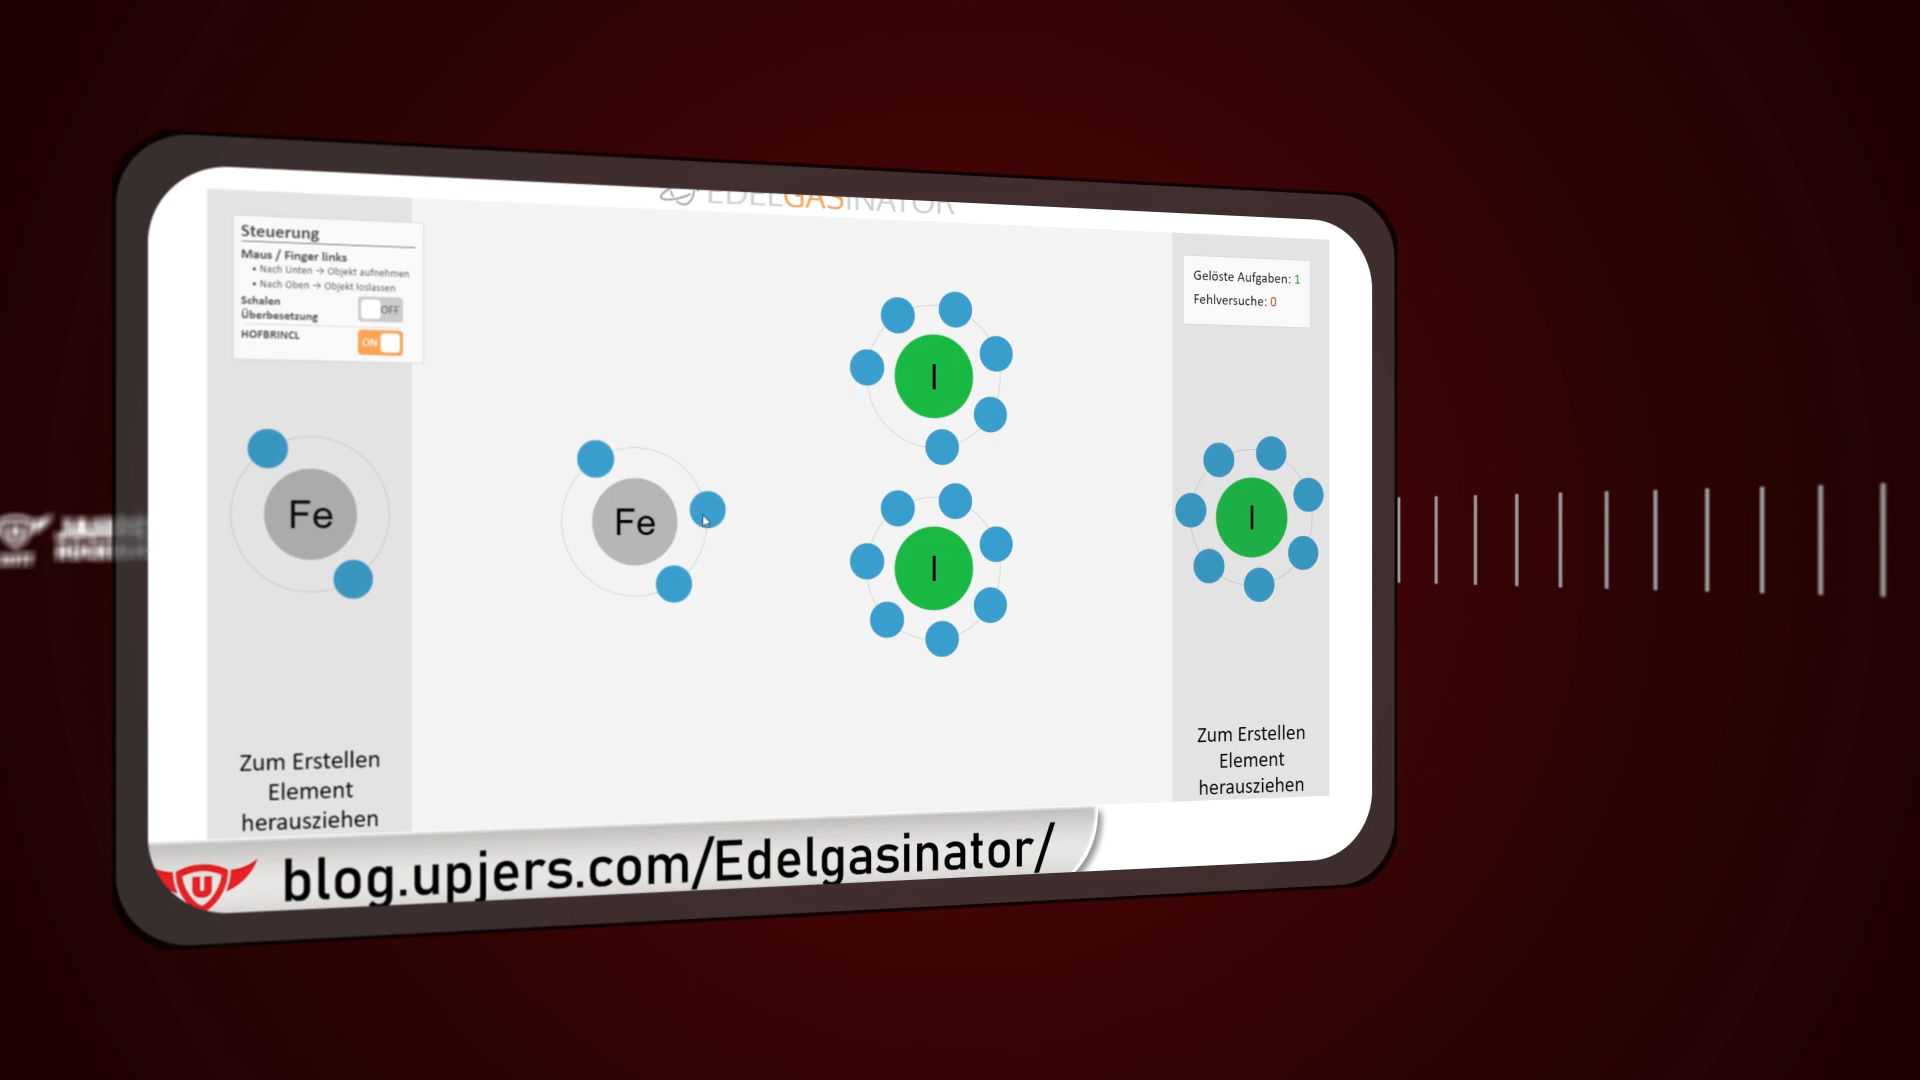 EDELGASINATOR
Steuerung
Maus / Finger links
• Nach Unten → Objekt aufnehmen
• Nach Oben → Objekt loslassen
Schalen
Überbesetzung
OFF
HOFBRINCL
ON
Gelöste Aufgaben: 1
Fehlversuche: 0
I
Fe
Fe
I
I
Zum Erstellen
Element
herausziehen
Zum Erstellen
Element
herausziehen
U
blog.upjers.com/Edelgasinator/